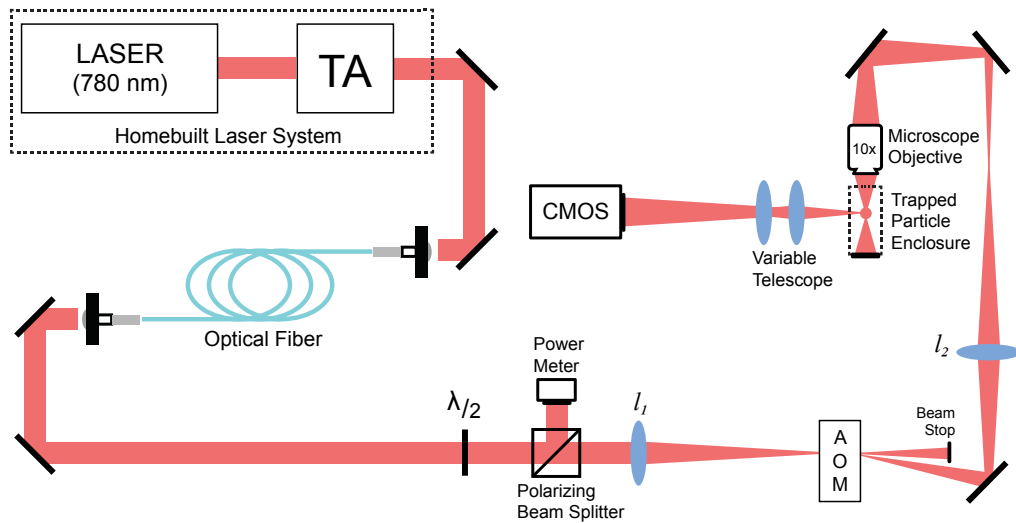 LASER
(780 nm)
TA
Homebuilt Laser System
Optical Fiber
λ/2
Power
Meter
Polarizing
Beam Splitter
l1
AOM
Beam
Stop
l2
CMOS
Variable
Telescope
10x
Microscope
Objective
Trapped
Particle
Enclosure